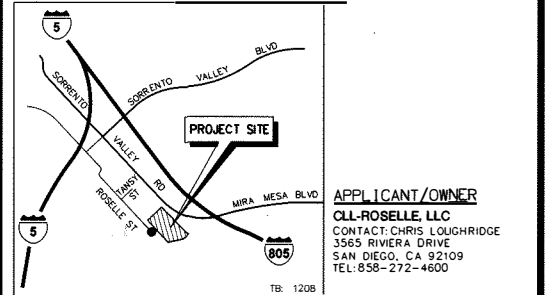 5
SORRENTO VALLEY BLVD
SORRENTO VALLEY RD
PROJECT SITE
TANSY ST
ROSELLE ST
MIRA MESA BLVD
5
805
TB: 1208
APPLICANT/OWNER
CLL-ROSELLE, LLC
CONTACT: CHRIS LOUGHRIDGE
3565 RIVIERA DRIVE
SAN DIEGO, CA 92109
TEL: 858-272-4600